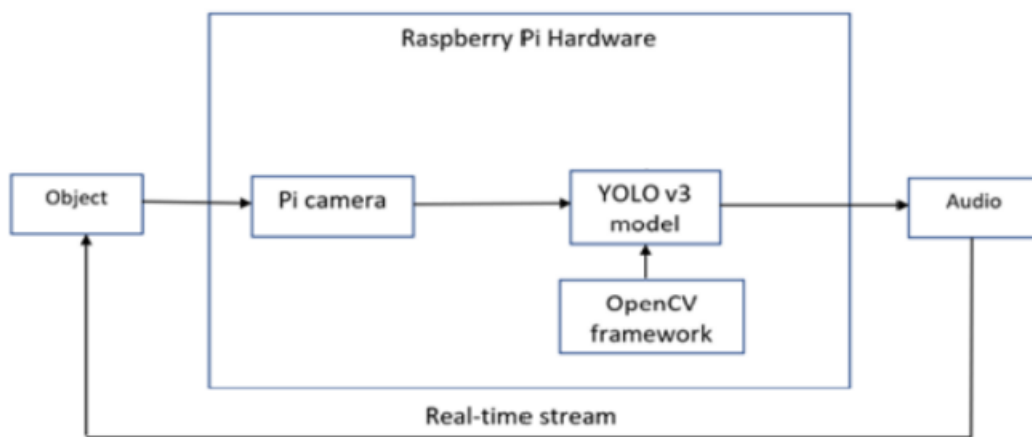 Raspberry Pi Hardware
Object
Pi camera
YOLO v3
model
Audio
OpenCV
framework
Real-time stream